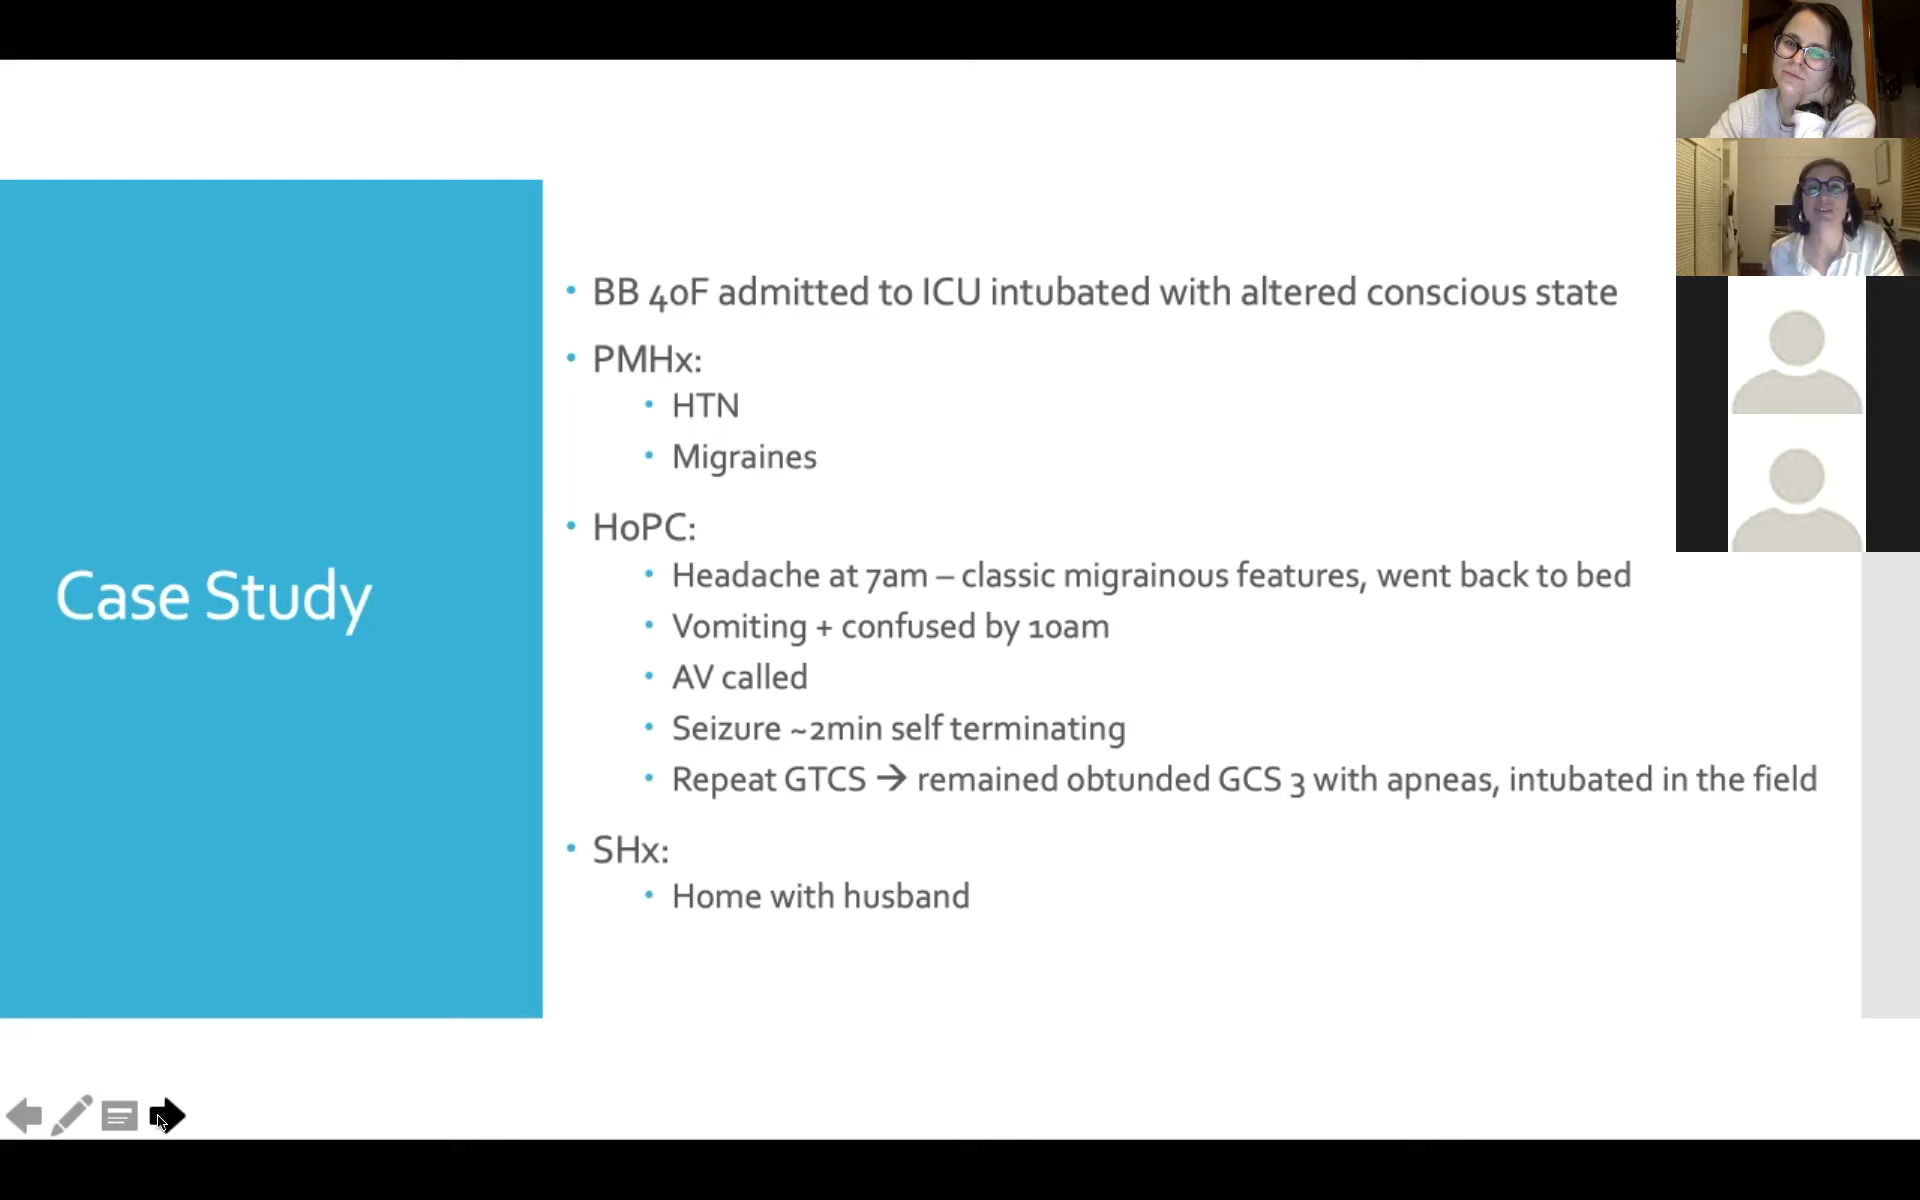 Case Study
BB 40F admitted to ICU intubated with altered conscious state
PMHx:
HTN
Migraines
HoPC:
Headache at 7am – classic migrainous features, went back to bed
Vomiting + confused by 10am
AV called
Seizure ~2min self terminating
Repeat GTCS → remained obtunded GCS 3 with apneas, intubated in the field
SHx:
Home with husband